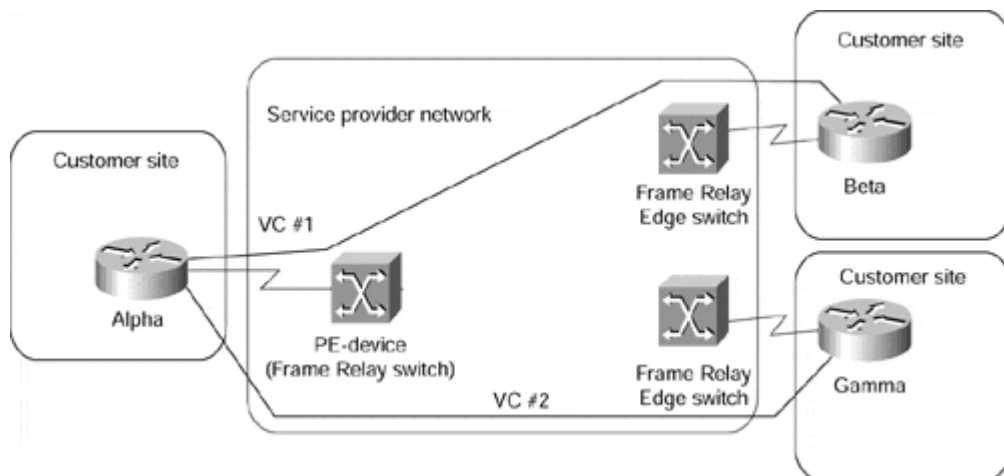 Customer site
Service provider network
Customer site
Frame Relay
Edge switch
Beta
VC #1
Alpha
PE-device
(Frame Relay switch)
Customer site
Frame Relay
Edge switch
Gamma
VC #2